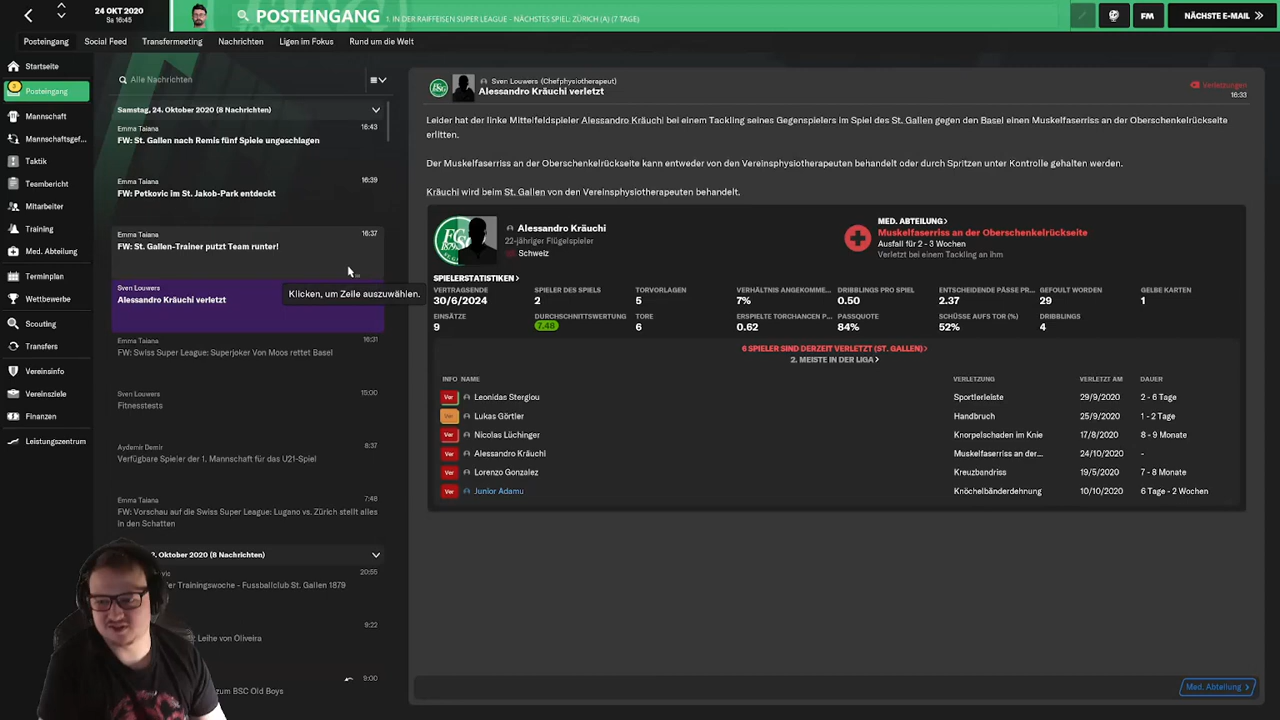 24 OKT 2020
Sa 16:45
POSTEINGANG
1. IN DER RAIFFEISEN SUPER LEAGUE - NÄCHSTES SPIEL: ZÜRICH (A) (7 TAGE)
FM
NÄCHSTE E-MAIL
Posteingang
Social Feed
Transfermeeting
Nachrichten
Ligen im Fokus
Rund um die Welt
Startseite
Posteingang
Mannschaft
Mannschaftsgef...
Taktik
Teambericht
Mitarbeiter
Training
Med. Abteilung
Terminplan
Wettbewerbe
Scouting
Transfers
Vereinsinfo
Vereinsziele
Finanzen
Leistungszentrum
Alle Nachrichten
Samstag, 24. Oktober 2020 (8 Nachrichten)
Emma Taiana 16:43
FW: St. Gallen nach Remis fünf Spiele ungeschlagen
Emma Taiana 16:39
FW: Petkovic im St. Jakob-Park entdeckt
Emma Taiana 16:37
FW: St. Gallen-Trainer putzt Team runter!
Sven Louwers
Alessandro Kräuchi verletzt
Klicken, um Zeile auszuwählen.
Emma Taiana 16:31
FW: Swiss Super League: Superjoker Von Moos rettet Basel
Sven Louwers 15:00
Fitnesstests
Aydemir Demir 8:37
Verfügbare Spieler der 1. Mannschaft für das U21-Spiel
Emma Taiana 7:48
FW: Vorschau auf die Swiss Super League: Lugano vs. Zürich stellt alles
in den Schatten
Oktober 2020 (8 Nachrichten)
20:55
Trainingswoche - Fussballclub St. Gallen 1879
9:22
Leihe von Oliveira
9:00
zum BSC Old Boys
Sven Louwers (Chefphysiotherapeut)
Alessandro Kräuchi verletzt
Verletzungen
16:33
Leider hat der linke Mittelfeldspieler Alessandro Kräuchi bei einem Tackling seines Gegenspielers im Spiel des St. Gallen gegen den Basel einen Muskelfaserriss an der Oberschenkelrückseite
erlitten.
Der Muskelfaserriss an der Oberschenkelrückseite kann entweder von den Vereinsphysiotherapeuten behandelt oder durch Spritzen unter Kontrolle gehalten werden.
Kräuchi wird beim St. Gallen von den Vereinsphysiotherapeuten behandelt.
Alessandro Kräuchi
22-jähriger Flügelspieler
Schweiz
MED. ABTEILUNG
Muskelfaserriss an der Oberschenkelrückseite
Ausfall für 2 - 3 Wochen
Verletzt bei einem Tackling an ihm
SPIELERSTATISTIKEN
VERTRAGSENDE SPIELER DES SPIELS TORVORLAGEN VERHÄLTNIS ANGEKOMME... DRIBBLINGS PRO SPIEL ENTSCHEIDENDE PÄSSE PR... GEFOULT WORDEN GELBE KARTEN
30/6/2024 2 5 7% 0.50 2.37 29 1
EINSÄTZE DURCHSCHNITTSWERTUNG TORE ERSPIELTE TORCHANCEN P... PASSQUOTE SCHÜSSE AUFS TOR (%) DRIBBLINGS
9 7.48 6 0.62 84% 52% 4
6 SPIELER SIND DERZEIT VERLETZT (ST. GALLEN)
2. MEISTE IN DER LIGA
INFO NAME VERLETZUNG VERLETZT AM DAUER
Ver Leonidas Stergiou Sportlerleiste 29/9/2020 2 - 6 Tage
Ver Lukas Görtler Handbruch 25/9/2020 1 - 2 Tage
Ver Nicolas Lüchinger Knorpelschaden im Knie 17/8/2020 8 - 9 Monate
Ver Alessandro Kräuchi Muskelfaserriss an der... 24/10/2020 -
Ver Lorenzo Gonzalez Kreuzbandriss 19/5/2020 7 - 8 Monate
Ver Junior Adamu Knöchelbänderdehnung 10/10/2020 6 Tage - 2 Wochen
Med. Abteilung